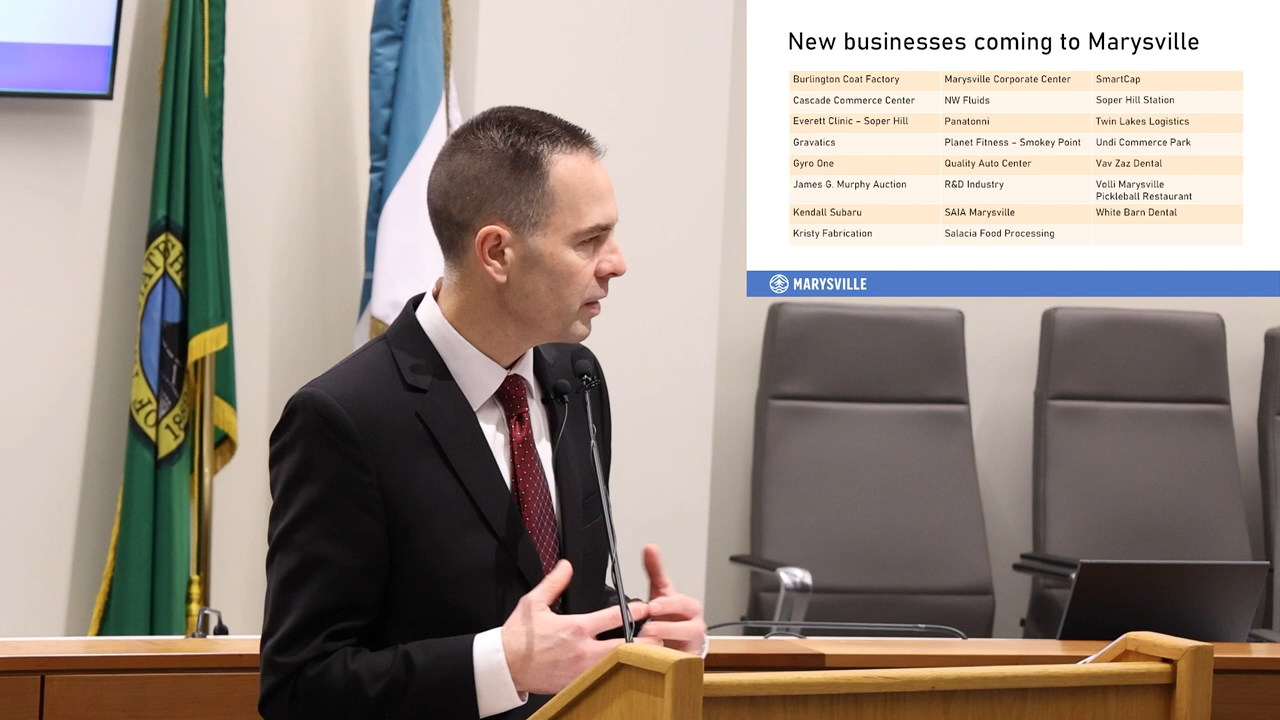 New businesses coming to Marysville
Burlington Coat Factory Marysville Corporate Center SmartCap
Cascade Commerce Center NW Fluids Soper Hill Station
Everett Clinic – Soper Hill Panatonni Twin Lakes Logistics
Gravatics Planet Fitness – Smokey Point Undi Commerce Park
Gyro One Quality Auto Center Vav Zaz Dental
James G. Murphy Auction R&D Industry Volli Marysville
Pickleball Restaurant
Kendall Subaru SAIA Marysville White Barn Dental
Kristy Fabrication Salacia Food Processing
MARYSVILLE